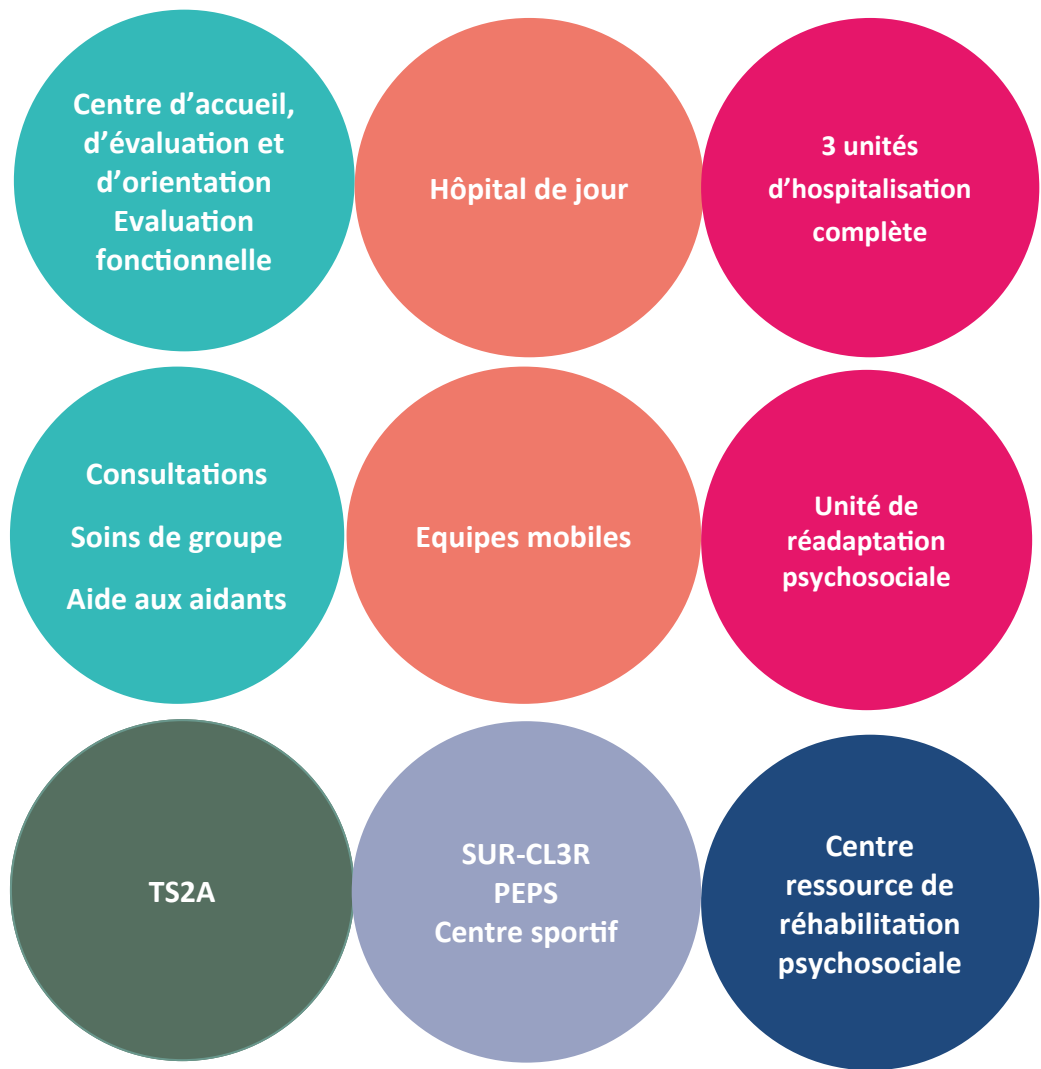 Centre d’accueil,
d’évaluation et
d’orientation
Evaluation
fonctionnelle
Hôpital de jour
3 unités
d’hospitalisation
complète
Consultations
Soins de groupe
Aide aux aidants
Equipes mobiles
Unité de
réadaptation
psychosociale
TS2A
SUR-CL3R
PEPS
Centre sportif
Centre
ressource de
réhabilitation
psychosociale